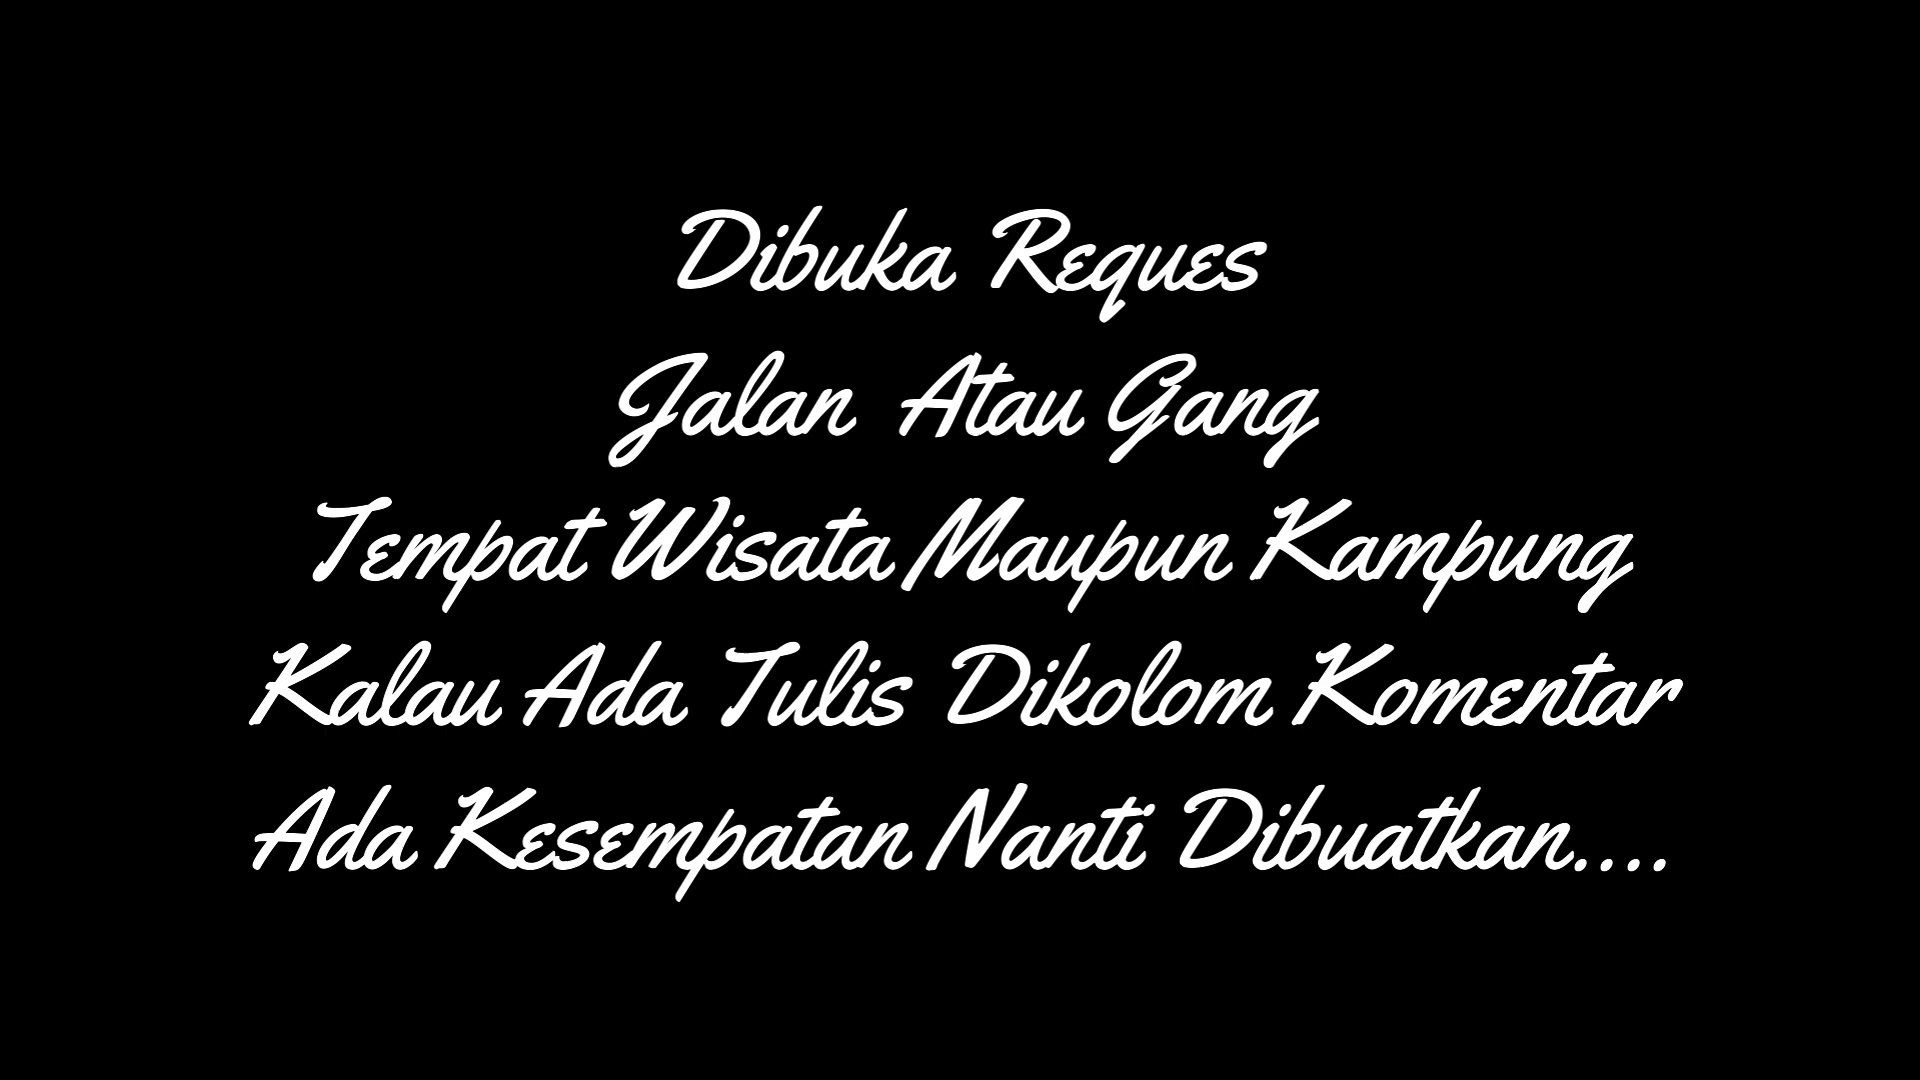 Dibuka Reques
Jalan Atau Gang
Tempat Wisata Maupun Kampung
Kalau Ada Tulis Dikolom Komentar
Ada Kesempatan Nanti Dibuatkan....